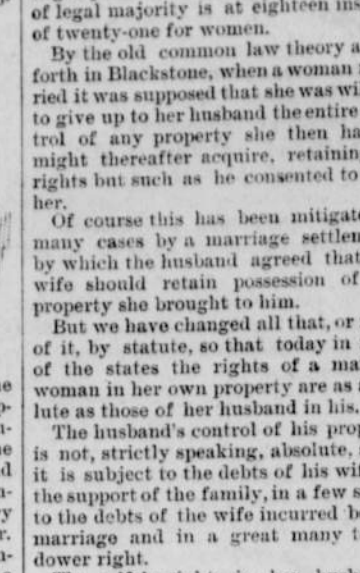 of legal majority is at eighteen ins
of twenty-one for women.
By the old common law theory a
forth in Blackstone, when a woman
ried it was supposed that she was wi
to give up to her husband the entire
trol of any property she then ha
might thereafter acquire, retainin
rights but such as he consented to
her.
Of course this has been mitigate
many cases by a marriage settlem
by which the husband agreed that
wife should retain possession of
property she brought to him.
But we have changed all that, or
of it, by statute, so that today in
of the states the rights of a ma
woman in her own property are as a
lute as those of her husband in his.
The husband's control of his prop
is not, strictly speaking, absolute,
it is subject to the debts of his wif
the support of the family, in a few s
to the debts of the wife incurred b
marriage and in a great many t
dower right.